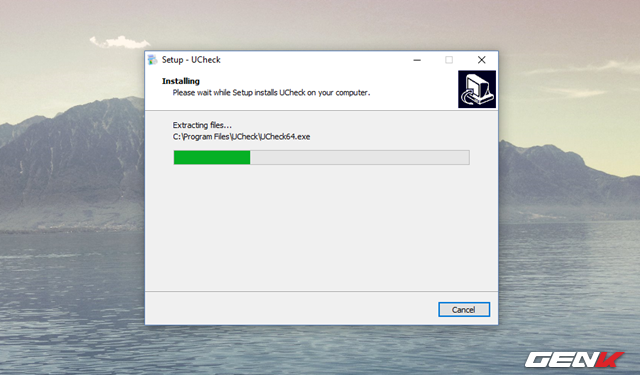 Setup - UCheck
Installing
Please wait while Setup installs UCheck on your computer.
Extracting files...
C:\Program Files\UCheck\UCheck64.exe
Cancel
GENK